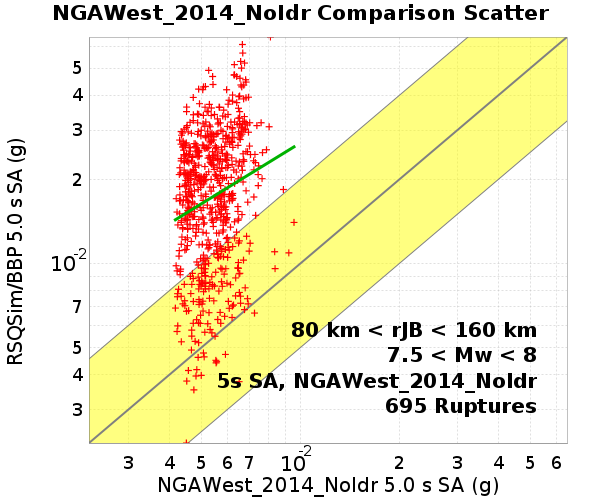 NGAWest_2014_NoIdr Comparison Scatter
RSQSim/BBP 5.0 s SA (g)
5
4
3
2
10-2
7
5
4
3
80 km < rJB < 160 km
7.5 < Mw < 8
5s SA, NGAWest_2014_NoIdr
695 Ruptures
3 4 5 6 7 10-2 2 3 4 5 6
NGAWest_2014_NoIdr 5.0 s SA (g)